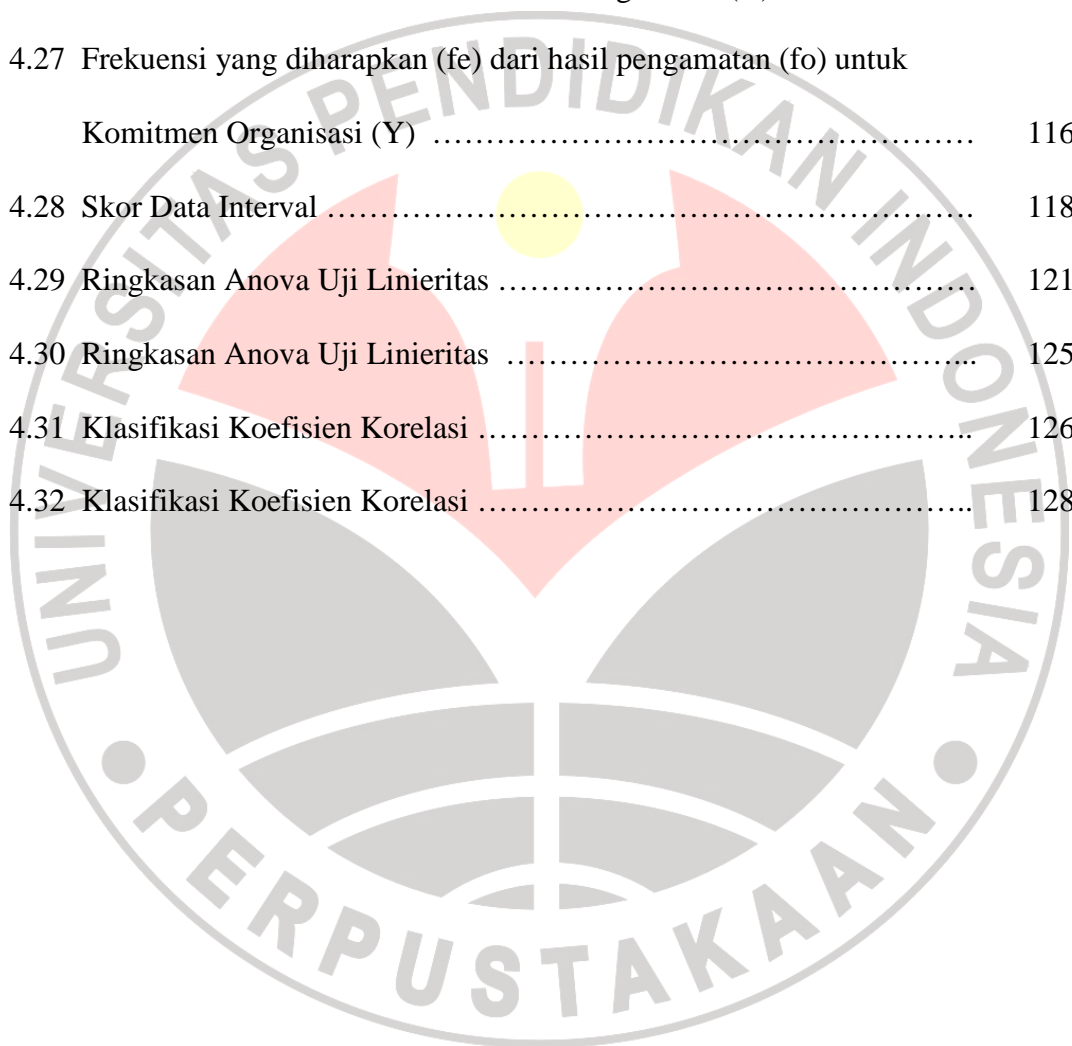 4.27 Frekuensi yang diharapkan (fe) dari hasil pengamatan (fo) untuk
Komitmen Organisasi (Y) ………………………………………… 116
4.28 Skor Data Interval ………………………………………………. 118
4.29 Ringkasan Anova Uji Linieritas …………………………………. 121
4.30 Ringkasan Anova Uji Linieritas ………………………………... 125
4.31 Klasifikasi Koefisien Korelasi ………………………………….. 126
4.32 Klasifikasi Koefisien Korelasi ………………………………….. 128
UNIVERSITAS PENDIDIKAN INDONESIA
PERPUSTAKAAN